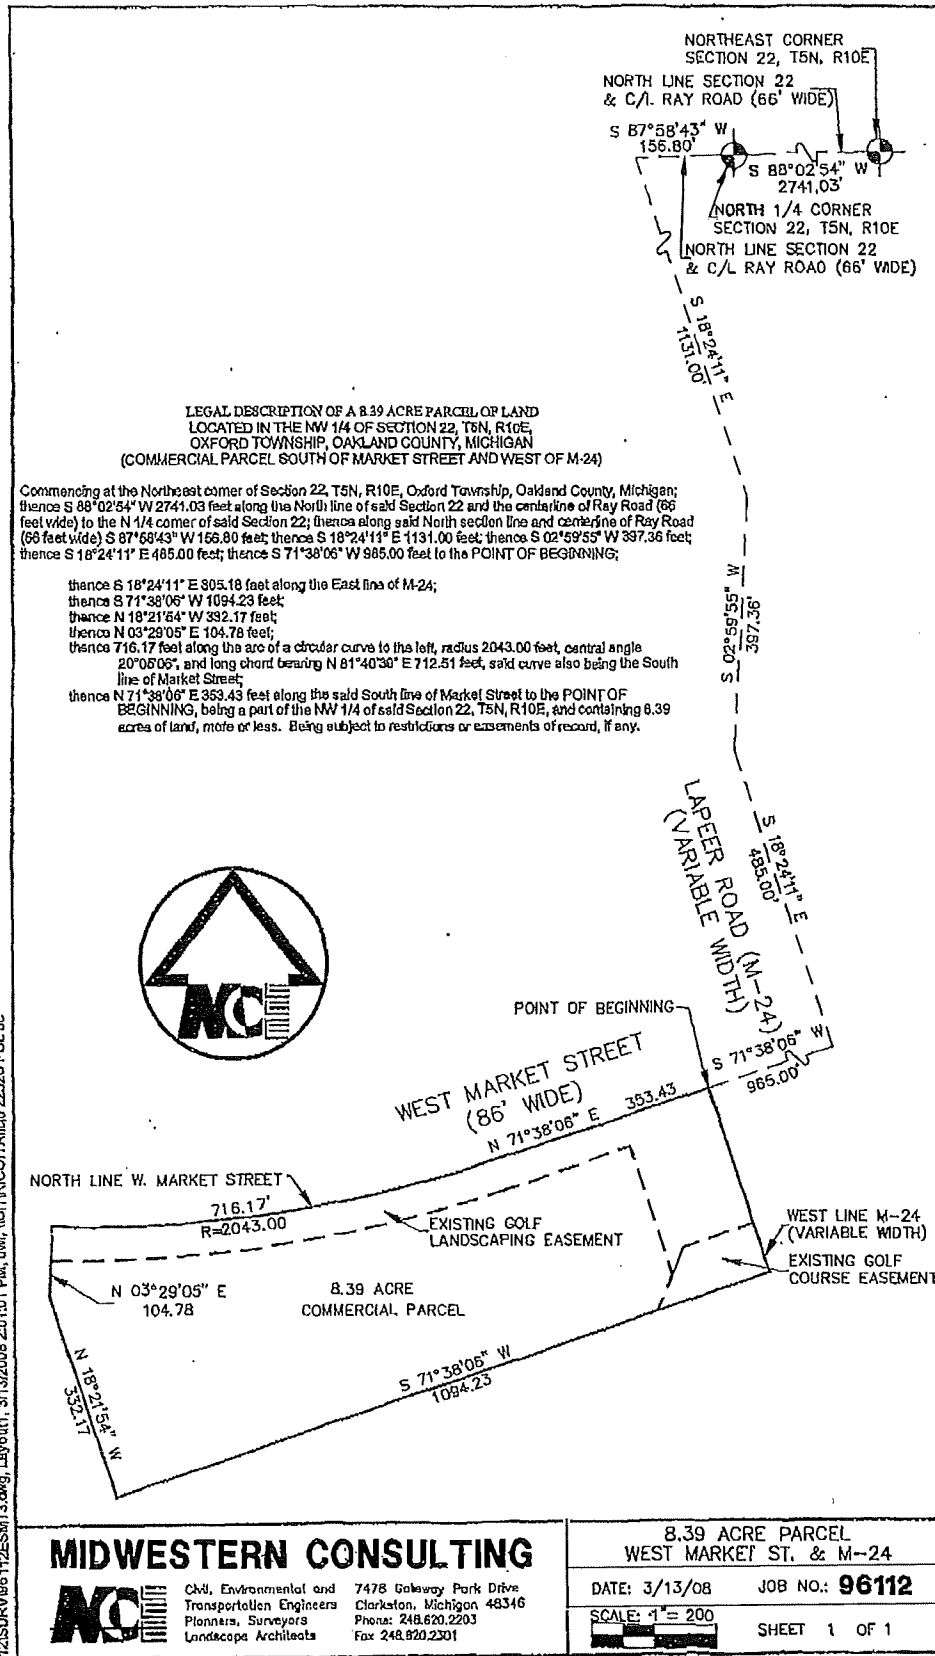 NORTHEAST CORNER
SECTION 22, T5N, R10E
NORTH LINE SECTION 22
& C/L RAY ROAD (66' WIDE)
S 87°58'43" W
156.80'
S 88°02'54" W
2741.03'
NORTH 1/4 CORNER
SECTION 22, T5N, R10E
NORTH LINE SECTION 22
& C/L RAY ROAD (66' WIDE)
S 18°24'11" E
1131.00'
LEGAL DESCRIPTION OF A 8.39 ACRE PARCEL OF LAND
LOCATED IN THE NW 1/4 OF SECTION 22, T5N, R10E,
OXFORD TOWNSHIP, OAKLAND COUNTY, MICHIGAN
(COMMERCIAL PARCEL SOUTH OF MARKET STREET AND WEST OF M-24)
Commencing at the Northeast corner of Section 22, T5N, R10E, Oxford Township, Oakland County, Michigan;
thence S 88°02'54" W 2741.03 feet along the North line of said Section 22 and the centerline of Ray Road (66
feet wide) to the N 1/4 corner of said Section 22; thence along said North section line and centerline of Ray Road
(66 feet wide) S 87°58'43" W 156.80 feet; thence S 18°24'11" E 1131.00 feet; thence S 02°59'55" W 397.36 feet;
thence S 18°24'11" E 485.00 feet; thence S 71°38'06" W 965.00 feet to the POINT OF BEGINNING;
thence S 18°24'11" E 305.18 feet along the East line of M-24;
thence S 71°38'06" W 1094.23 feet;
thence N 18°21'54" W 332.17 feet;
thence N 03°29'05" E 104.78 feet;
thence 716.17 feet along the arc of a circular curve to the left, radius 2043.00 feet, central angle
20°05'06", and long chord bearing N 81°40'30" E 712.51 feet, said curve also being the South
line of Market Street;
thence N 71°38'06" E 353.43 feet along the said South line of Market Street to the POINT OF
BEGINNING, being a part of the NW 1/4 of said Section 22, T5N, R10E, and containing 8.39
acres of land, more or less. Being subject to restrictions or easements of record, if any.
S 02°59'55" W
397.36'
LAPEER ROAD (M-24)
(VARIABLE WIDTH)
S 18°24'11" E
485.00'
NCE
POINT OF BEGINNING
S 71°38'06" W
965.00'
WEST MARKET STREET
(86' WIDE)
N 71°38'06" E 353.43
NORTH LINE W. MARKET STREET
716.17'
R=2043.00
EXISTING GOLF
LANDSCAPING EASEMENT
WEST LINE M-24
(VARIABLE WIDTH)
EXISTING GOLF
COURSE EASEMENT
N 03°29'05" E
104.78
8.39 ACRE
COMMERCIAL PARCEL
N 18°21'54" W
332.17
S 71°38'06" W
1094.23
MIDWESTERN CONSULTING
Civil, Environmental and
Transportation Engineers
Planners, Surveyors
Landscape Architects
7478 Gateway Park Drive
Clarkston, Michigan 48346
Phone: 248.620.2203
Fax 248.620.2301
8.39 ACRE PARCEL
WEST MARKET ST. & M-24
DATE: 3/13/08 JOB NO.: 96112
SCALE: 1"= 200
SHEET 1 OF 1